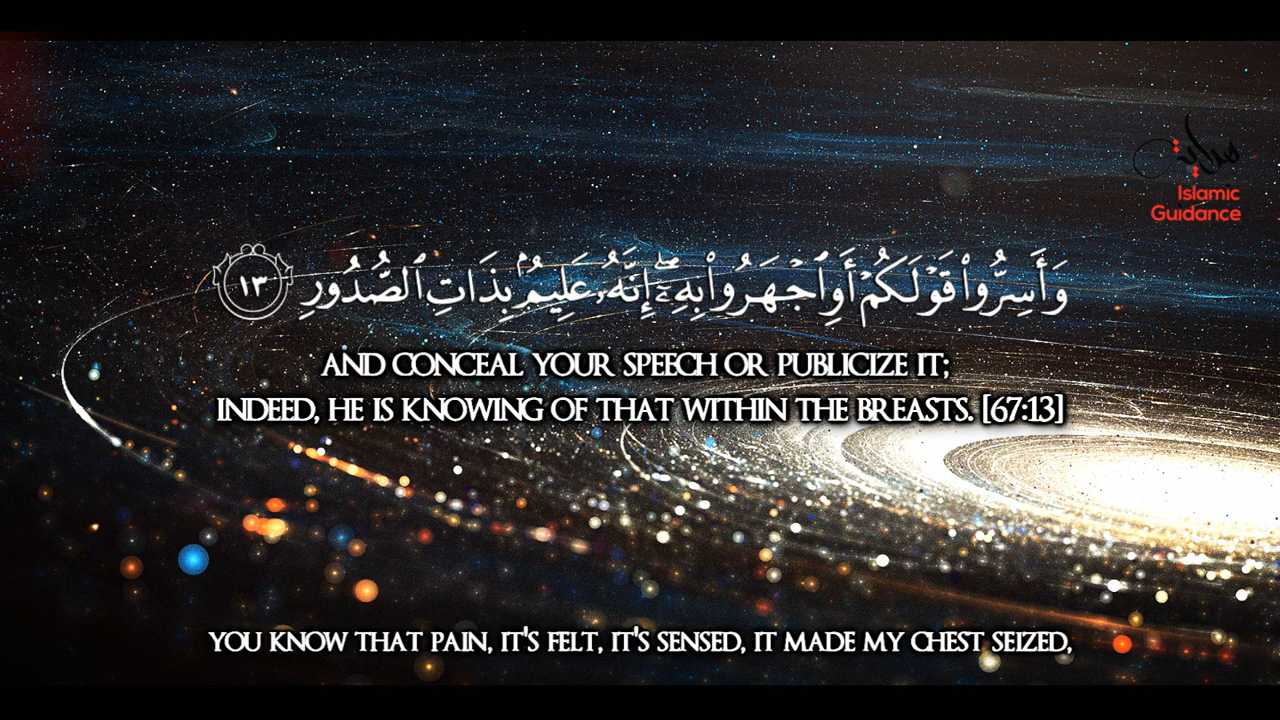 هداية
Islamic
Guidance
وَأَسِرُّوا۟ قَوْلَكُمْ أَوِ ٱجْهَرُوا۟ بِهِۦٓ ۖ إِنَّهُۥ عَلِيمٌۢ بِذَاتِ ٱلصُّدُورِ ١٣
AND CONCEAL YOUR SPEECH OR PUBLICIZE IT;
INDEED, HE IS KNOWING OF THAT WITHIN THE BREASTS. [67:13]
YOU KNOW THAT PAIN, IT'S FELT, IT'S SENSED, IT MADE MY CHEST SEIZED,